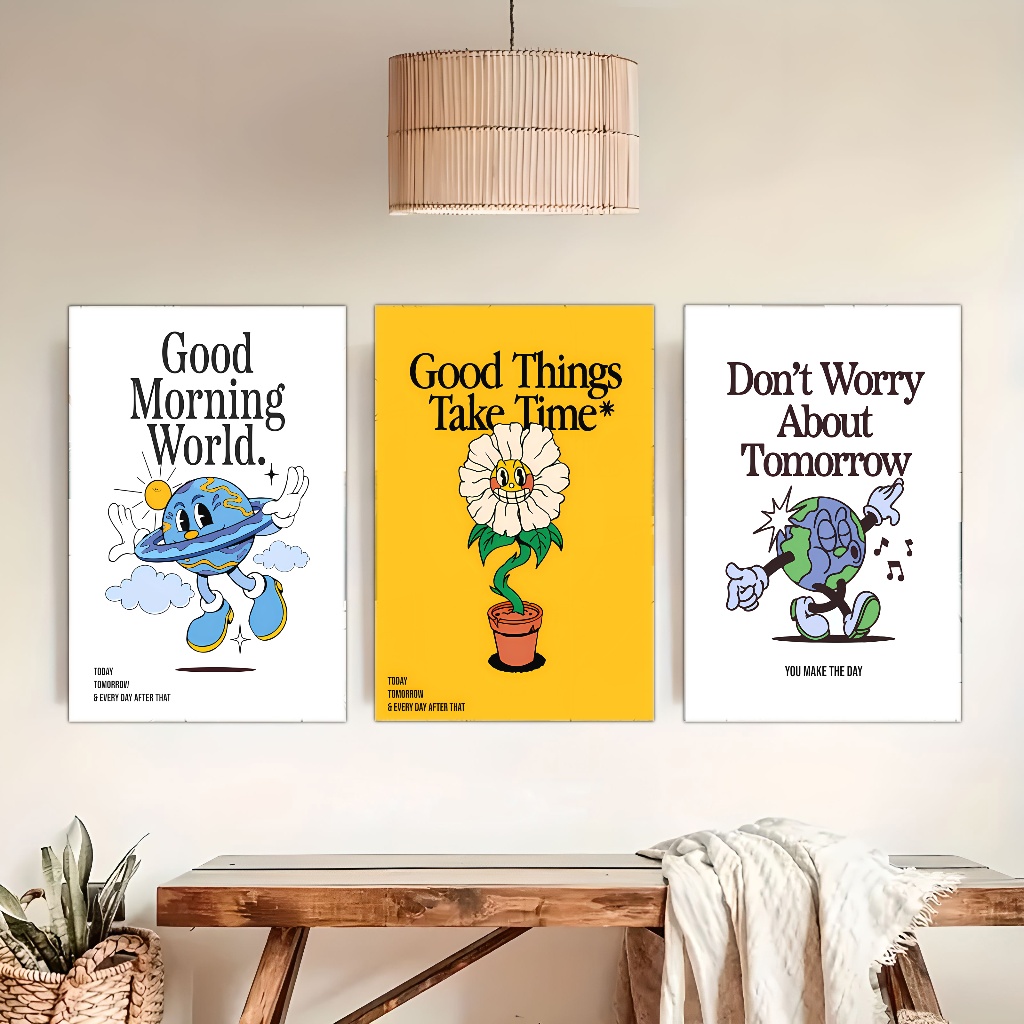 Good
Morning
World.
TODAY
TOMORROW
& EVERY DAY AFTER THAT
Good Things
Take Time*
TODAY
TOMORROW
& EVERY DAY AFTER THAT
Don't Worry
About
Tomorrow
YOU MAKE THE DAY